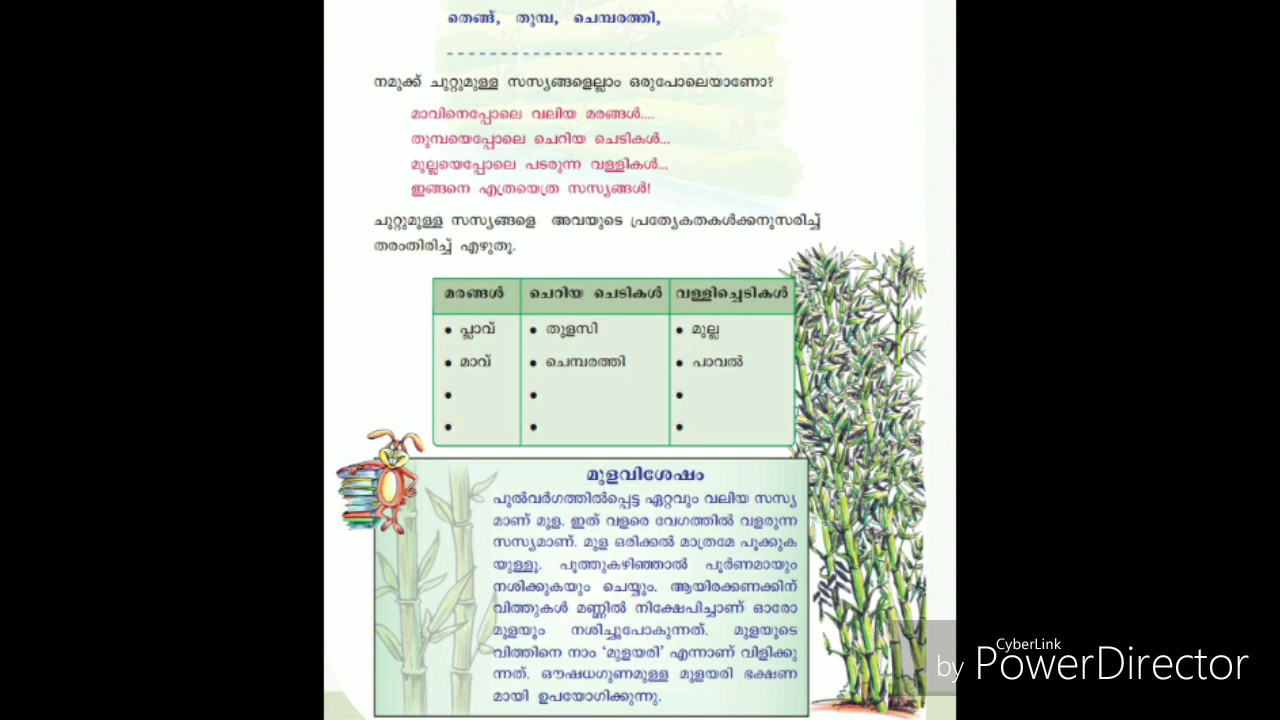 തെങ്ങ്, തുമ്പ, ചെമ്പരത്തി,
നമുക്ക് ചുറ്റുമുള്ള സസ്യങ്ങളെല്ലാം ഒരുപോലെയാണോ?
മാവിനെപ്പോലെ വലിയ മരങ്ങൾ....
തുമ്പയെപ്പോലെ ചെറിയ ചെടികൾ...
മുല്ലയെപ്പോലെ പടരുന്ന വള്ളികൾ...
ഇങ്ങനെ എത്രയെത്ര സസ്യങ്ങൾ!
ചുറ്റുമുള്ള സസ്യങ്ങളെ അവയുടെ പ്രത്യേകതകൾക്കനുസരിച്ച്
തരംതിരിച്ച് എഴുതൂ.
മരങ്ങൾ ചെറിയ ചെടികൾ വള്ളിച്ചെടികൾ
• പ്ലാവ് • തുളസി • മുല്ല
• മാവ് • ചെമ്പരത്തി • പാവൽ
മുളവിശേഷം
പുൽവർഗത്തിൽപ്പെട്ട ഏറ്റവും വലിയ സസ്യ
മാണ് മുള. ഇത് വളരെ വേഗത്തിൽ വളരുന്ന
സസ്യമാണ്. മുള ഒരിക്കൽ മാത്രമേ പൂക്കുക
യുള്ളൂ. പൂത്തുകഴിഞ്ഞാൽ പൂർണമായും
നശിക്കുകയും ചെയ്യും. ആയിരക്കണക്കിന്
വിത്തുകൾ മണ്ണിൽ നിക്ഷേപിച്ചാണ് ഓരോ
മുളയും നശിച്ചുപോകുന്നത്. മുളയുടെ
വിത്തിനെ നാം 'മുളയരി' എന്നാണ് വിളിക്കു
ന്നത്. ഔഷധഗുണമുള്ള മുളയരി ഭക്ഷണ
മായി ഉപയോഗിക്കുന്നു.
CyberLink
by PowerDirector